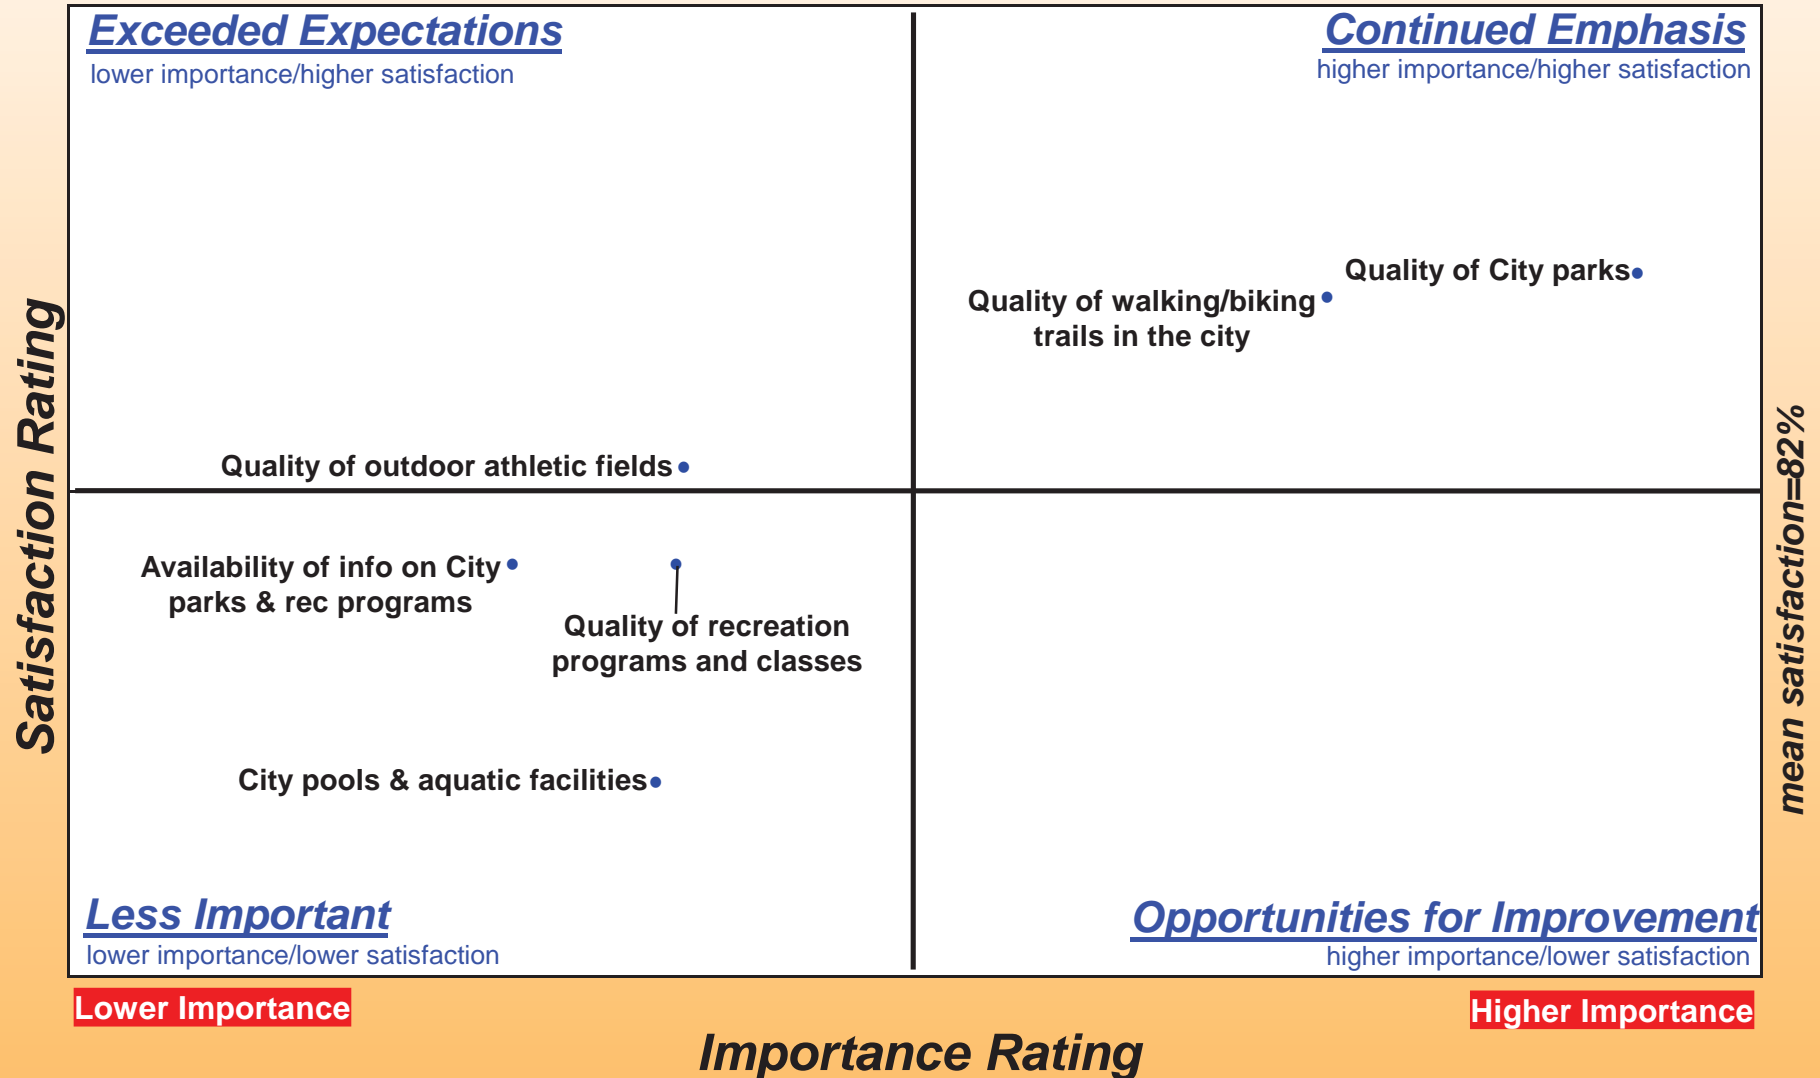 Exceeded Expectations
lower importance/higher satisfaction
Continued Emphasis
higher importance/higher satisfaction
Quality of City parks
Quality of walking/biking
trails in the city
Satisfaction Rating
mean satisfaction=82%
Quality of outdoor athletic fields
Availability of info on City
parks & rec programs
Quality of recreation
programs and classes
City pools & aquatic facilities
Less Important
lower importance/lower satisfaction
Opportunities for Improvement
higher importance/lower satisfaction
Lower Importance
Higher Importance
Importance Rating